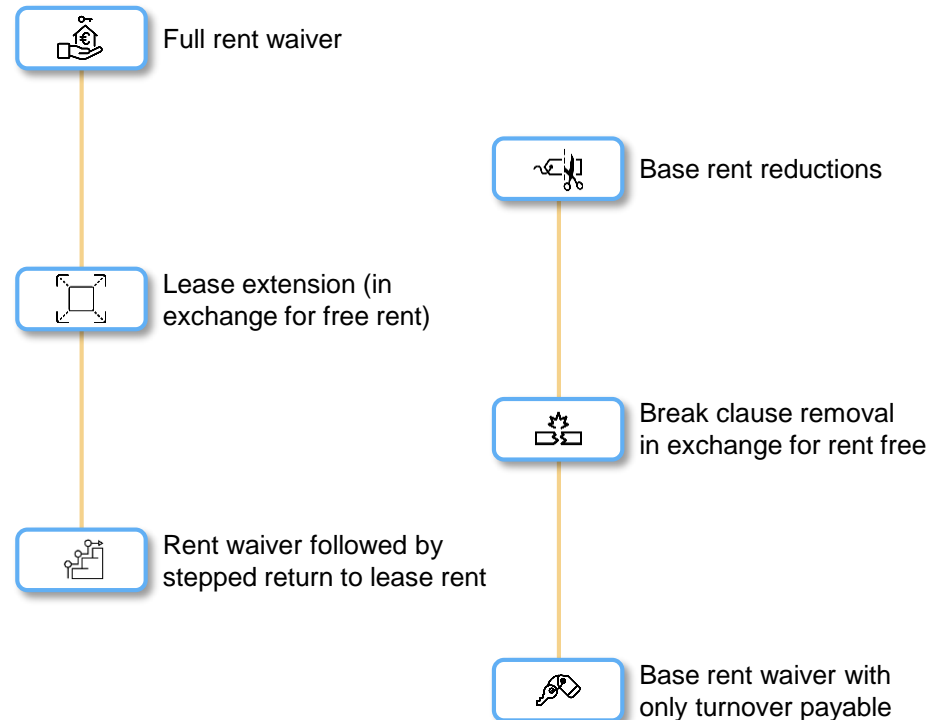 Full rent waiver
Base rent reductions
Lease extension (in
exchange for free rent)
Break clause removal
in exchange for rent free
Rent waiver followed by
stepped return to lease rent
Base rent waiver with
only turnover payable